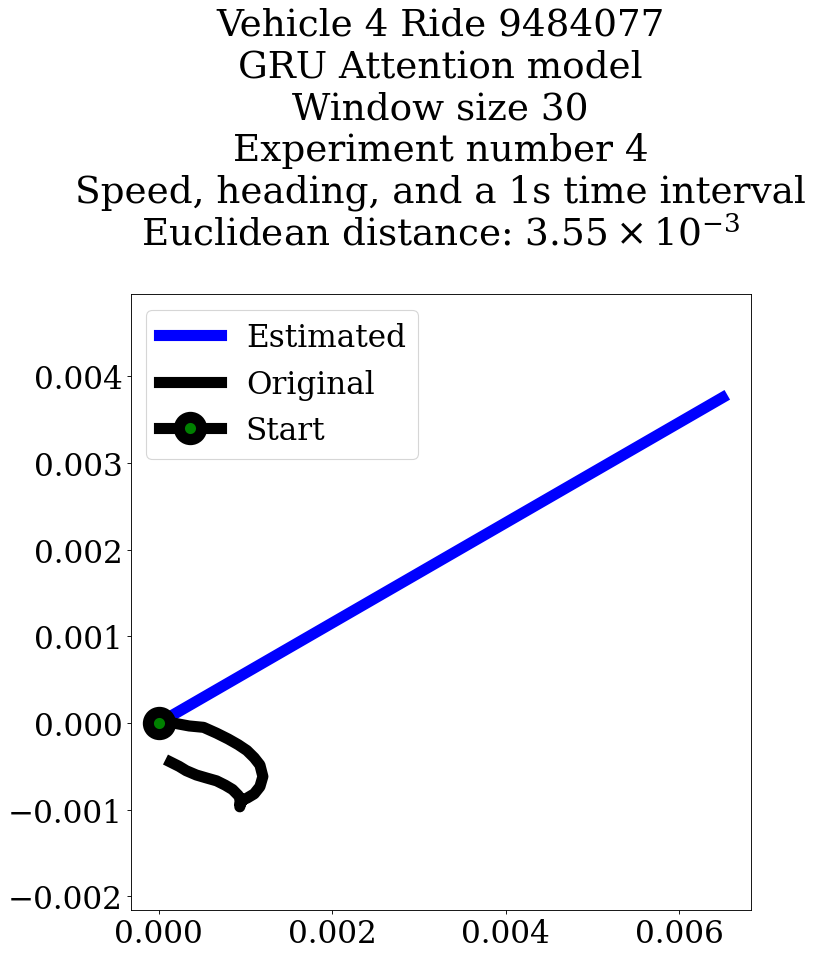 Vehicle 4 Ride 9484077
GRU Attention model
Window size 30
Experiment number 4
Speed, heading, and a 1s time interval
Euclidean distance: 3.55 × 10⁻³
Estimated
Original
Start
0.004
0.003
0.002
0.001
0.000
−0.001
−0.002
0.000 0.002 0.004 0.006